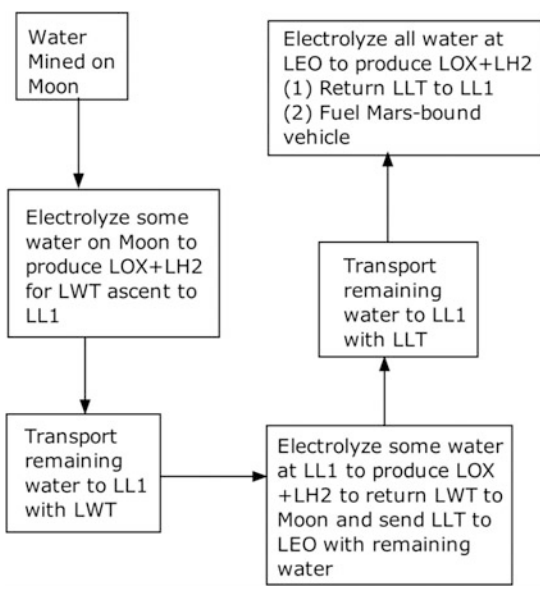 Water
Mined on
Moon
Electrolyze some
water on Moon to
produce LOX+LH2
for LWT ascent to
LL1
Transport
remaining
water to LL1
with LWT
Electrolyze some water
at LL1 to produce LOX
+LH2 to return LWT to
Moon and send LLT to
LEO with remaining
water
Transport
remaining
water to LL1
with LLT
Electrolyze all water at
LEO to produce LOX+LH2
(1) Return LLT to LL1
(2) Fuel Mars-bound
vehicle